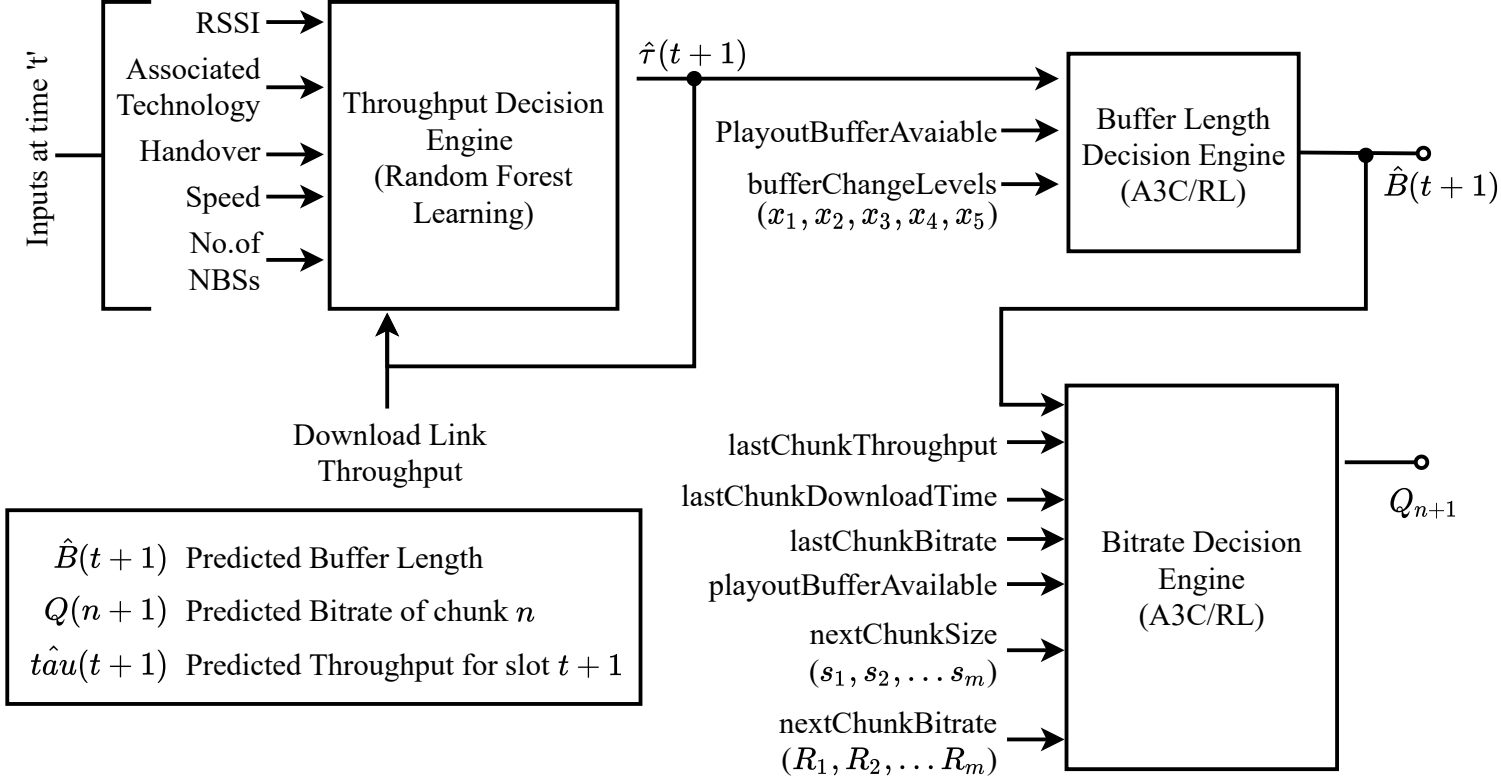 Inputs at time 't'
RSSI
Associated
Technology
Handover
Speed
No.of
NBSs
Throughput Decision
Engine
(Random Forest
Learning)
Download Link
Throughput
τ̂(t + 1)
PlayoutBufferAvaiable
bufferChangeLevels
(x₁, x₂, x₃, x₄, x₅)
Buffer Length
Decision Engine
(A3C/RL)
B̂(t + 1)
lastChunkThroughput
lastChunkDownloadTime
lastChunkBitrate
playoutBufferAvailable
nextChunkSize
(s₁, s₂, … sₘ)
nextChunkBitrate
(R₁, R₂, … Rₘ)
Bitrate Decision
Engine
(A3C/RL)
Qₙ₊₁
B̂(t + 1) Predicted Buffer Length
Q(n + 1) Predicted Bitrate of chunk n
tâu(t + 1) Predicted Throughput for slot t + 1